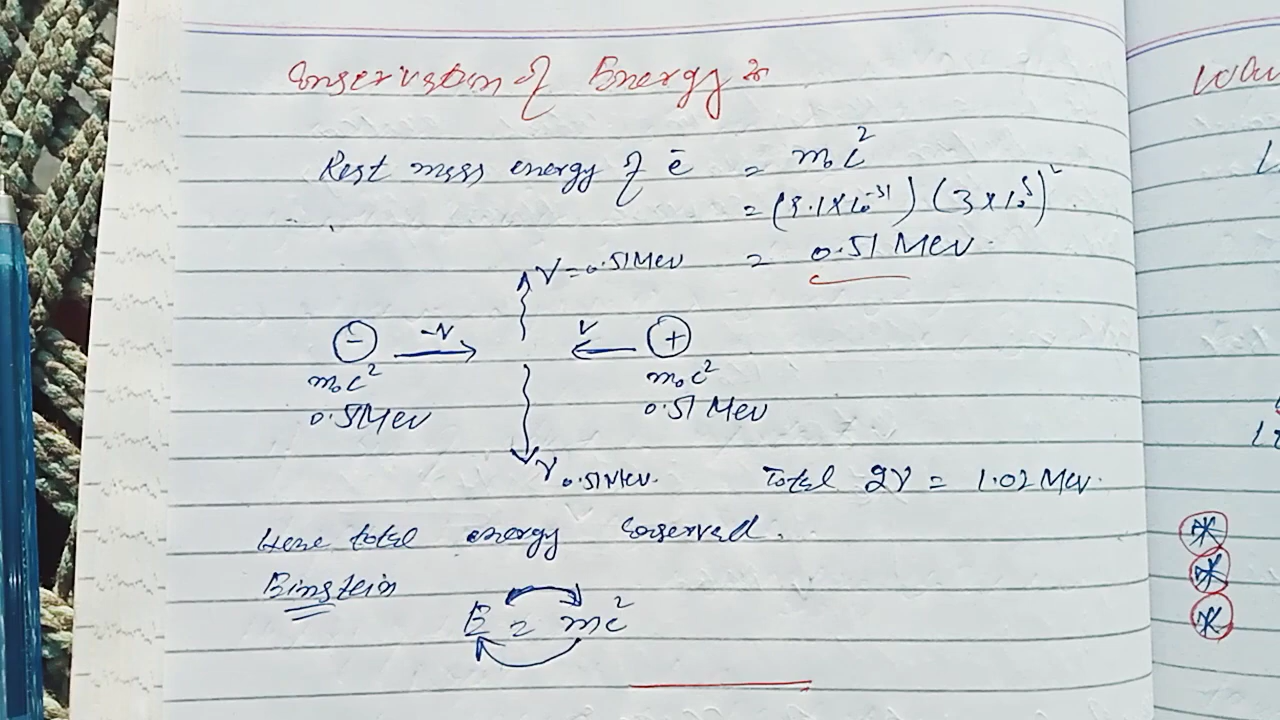 Conservation of Energy :-
Rest mass energy of e⁻ = m₀c²
= (9.1×10⁻³¹) (3×10⁸)²
= 0.51 MeV.
γ = 0.51 MeV
- -v v +
m₀c² m₀c²
0.51 MeV 0.51 MeV
γ 0.51 MeV.
Total 2γ = 1.02 MeV.
Here total energy conserved.
Einstein
E = mc²